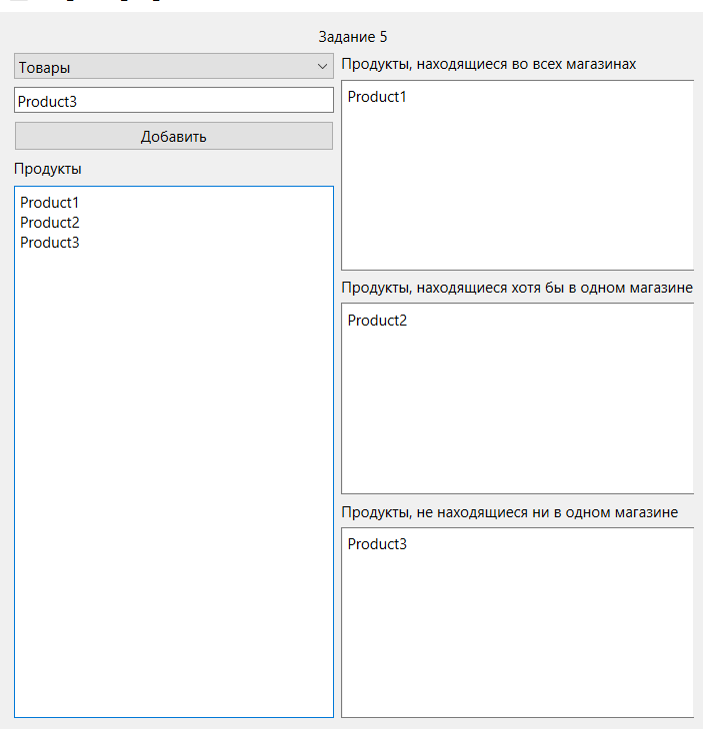 Задание 5
Товары
Product3
Добавить
Продукты
Product1
Product2
Product3
Продукты, находящиеся во всех магазинах
Product1
Продукты, находящиеся хотя бы в одном магазине
Product2
Продукты, не находящиеся ни в одном магазине
Product3